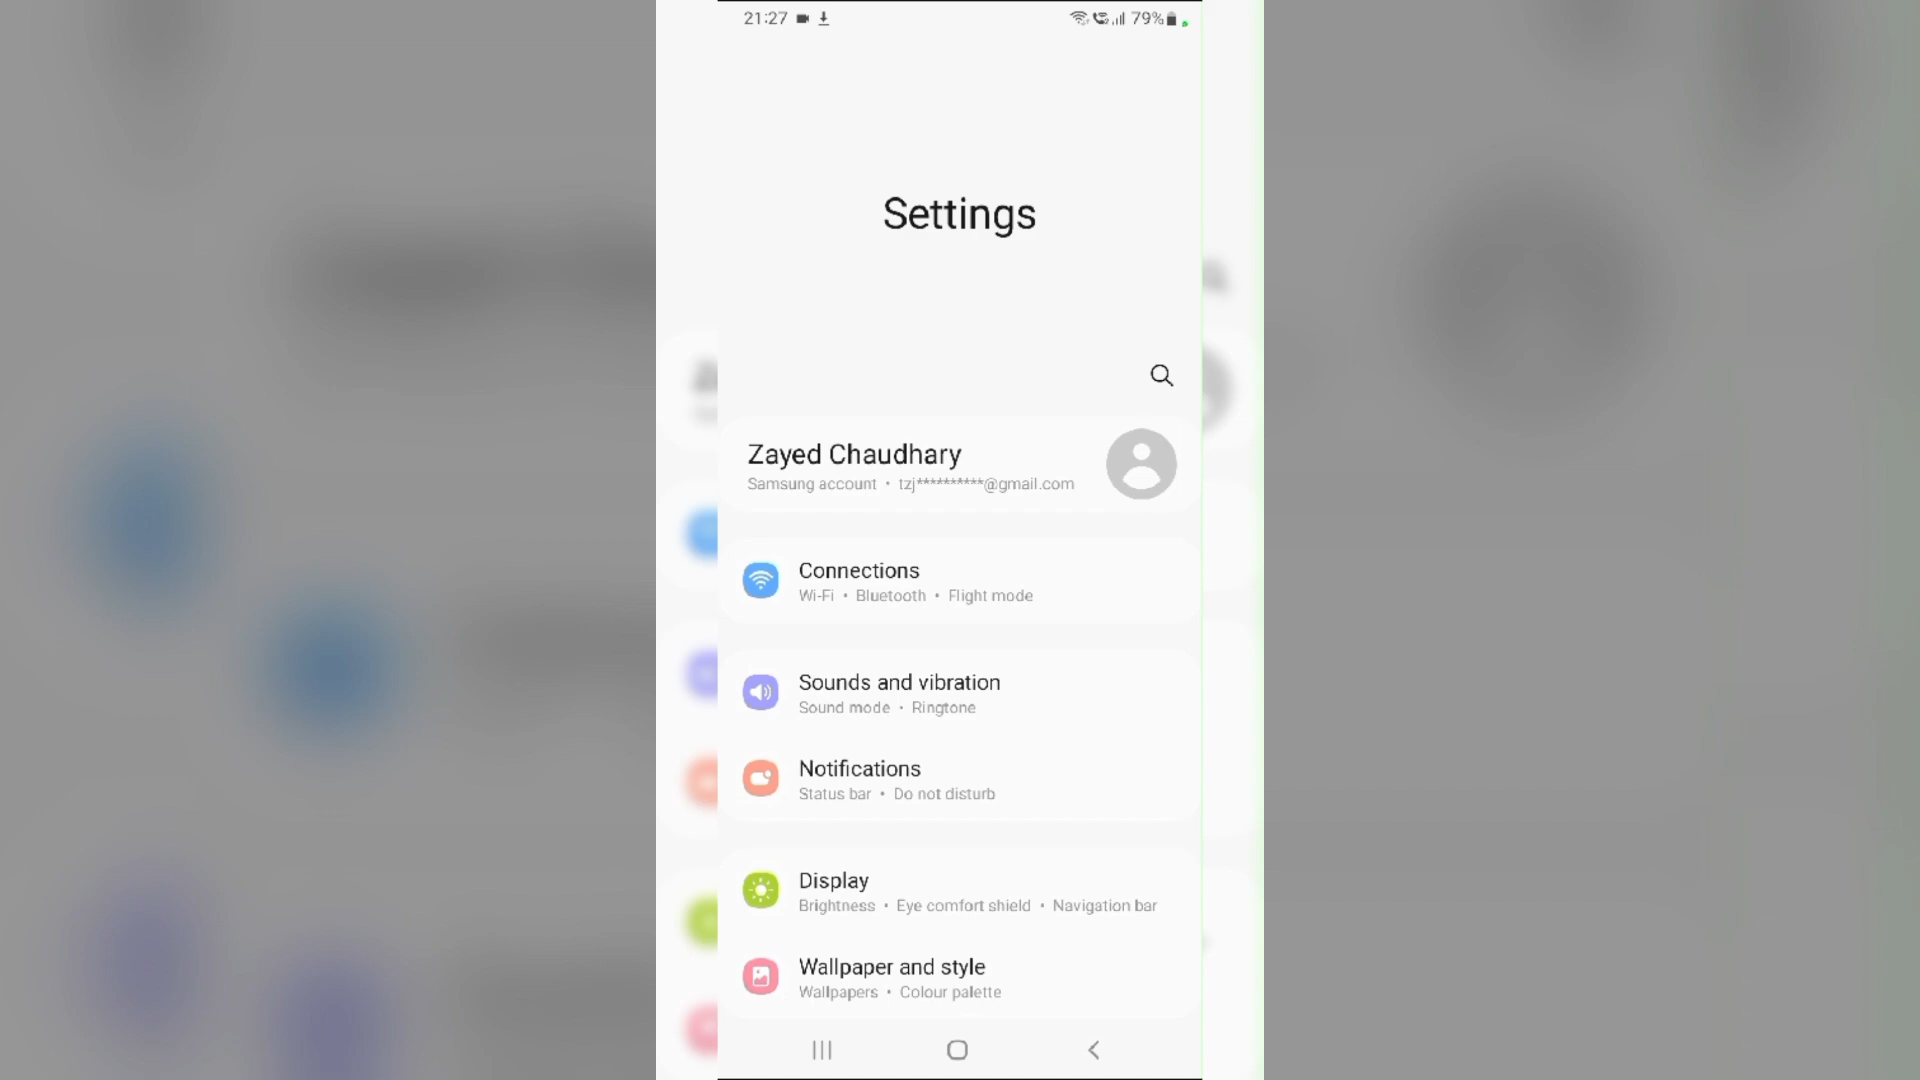 21:27 79%
Settings
Zayed Chaudhary
Samsung account • tzj**********@gmail.com
Connections
Wi-Fi • Bluetooth • Flight mode
Sounds and vibration
Sound mode • Ringtone
Notifications
Status bar • Do not disturb
Display
Brightness • Eye comfort shield • Navigation bar
Wallpaper and style
Wallpapers • Colour palette